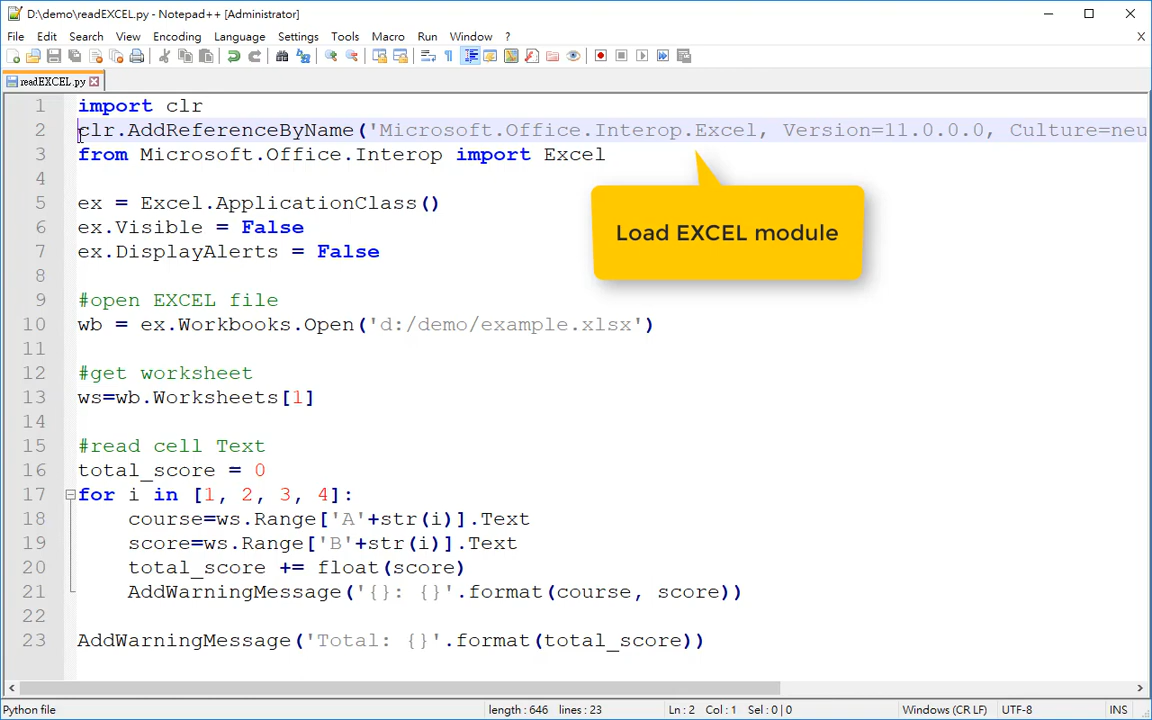 D:\demo\readEXCEL.py - Notepad++ [Administrator]
File Edit Search View Encoding Language Settings Tools Macro Run Window ? X
readEXCEL.py
1 import clr
2 clr.AddReferenceByName('Microsoft.Office.Interop.Excel, Version=11.0.0.0, Culture=neu
3 from Microsoft.Office.Interop import Excel
4
5 ex = Excel.ApplicationClass()
6 ex.Visible = False
7 ex.DisplayAlerts = False
8
9 #open EXCEL file
10 wb = ex.Workbooks.Open('d:/demo/example.xlsx')
11
12 #get worksheet
13 ws=wb.Worksheets[1]
14
15 #read cell Text
16 total_score = 0
17 for i in [1, 2, 3, 4]:
18 course=ws.Range['A'+str(i)].Text
19 score=ws.Range['B'+str(i)].Text
20 total_score += float(score)
21 AddWarningMessage('{}: {}'.format(course, score))
22
23 AddWarningMessage('Total: {}'.format(total_score))
Load EXCEL module
Python file length : 646 lines : 23 Ln : 2 Col : 1 Sel : 0 | 0 Windows (CR LF) UTF-8 INS